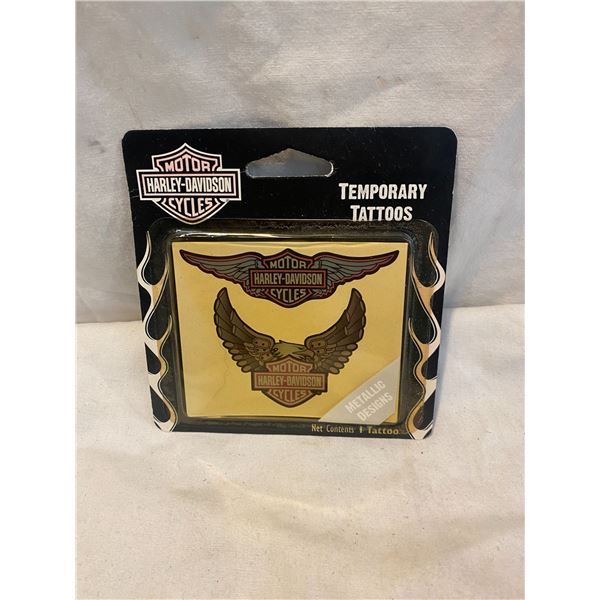 MOTOR
HARLEY-DAVIDSON
CYCLES
TEMPORARY
TATTOOS
MOTOR
HARLEY-DAVIDSON
CYCLES
MOTOR
HARLEY-DAVIDSON
CYCLES
METALLIC
DESIGNS
Net Contents 1 Tattoo